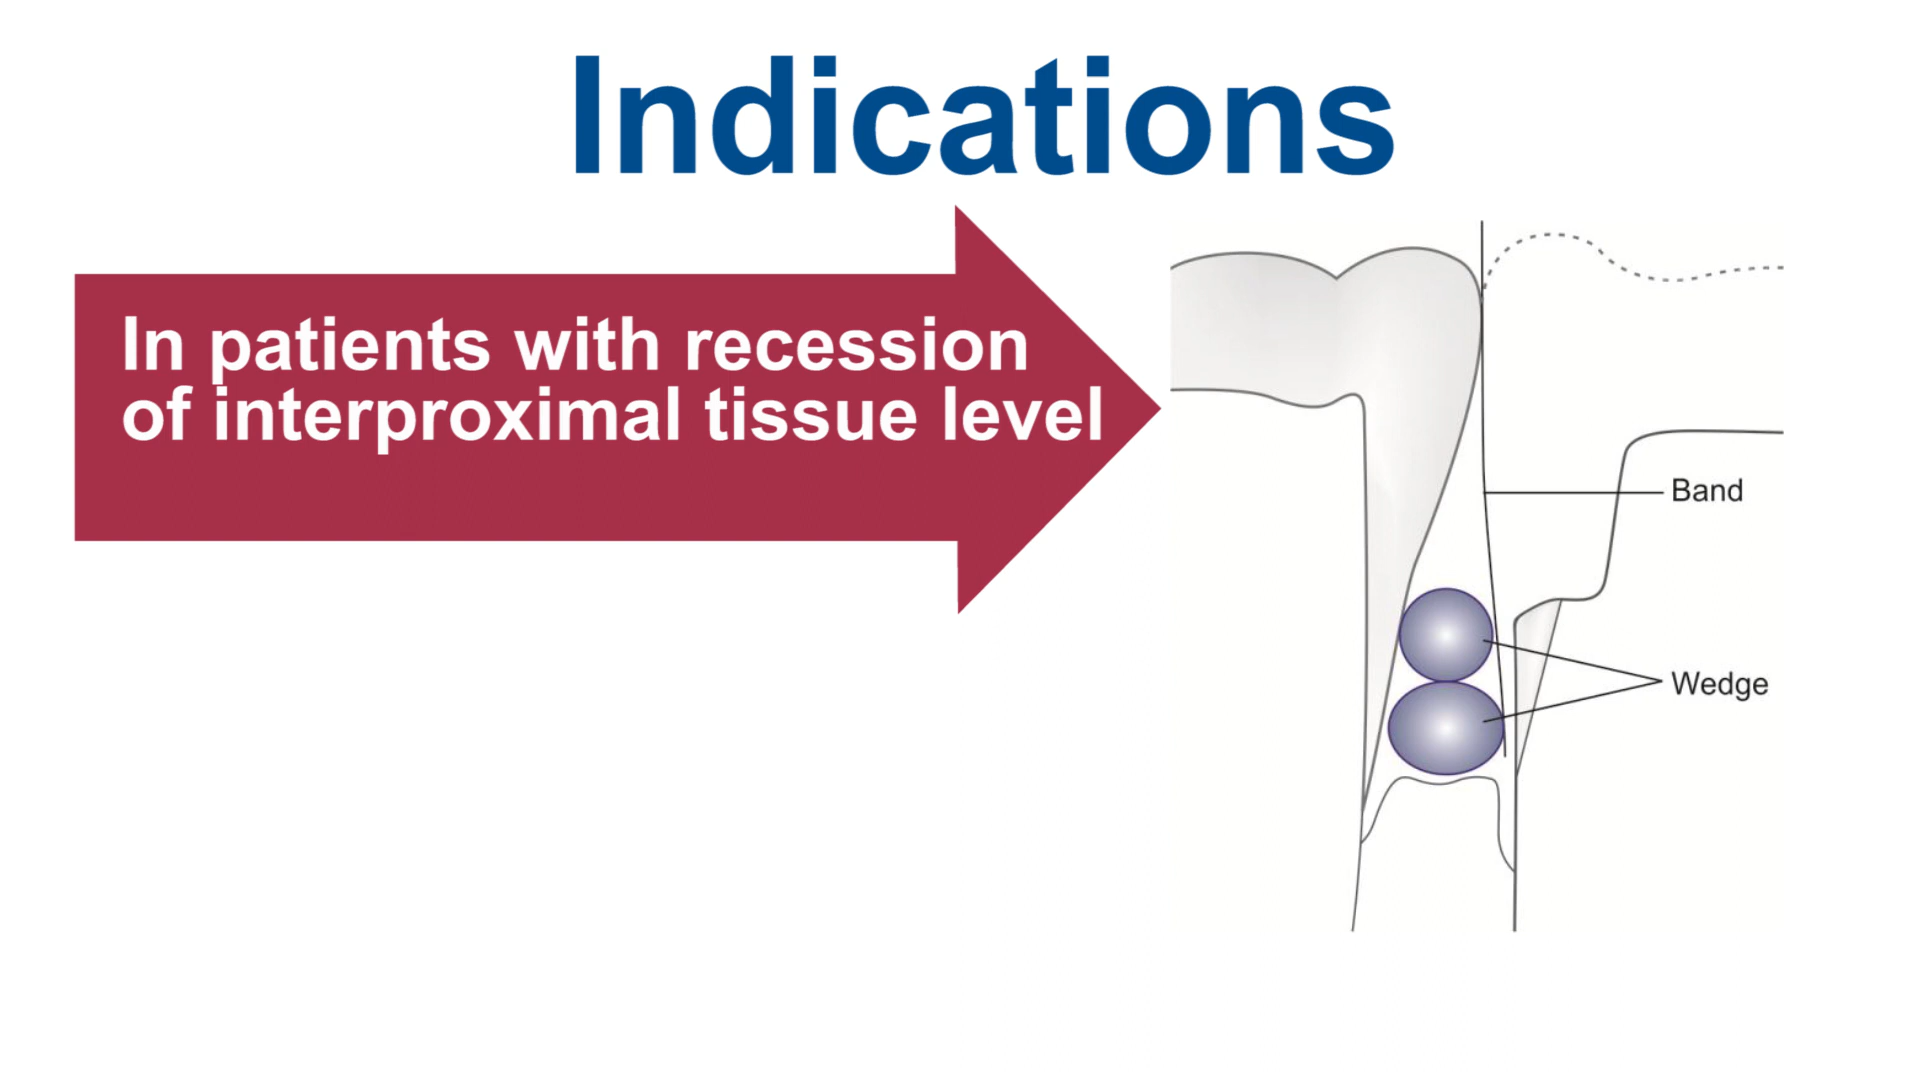 Indications
In patients with recession
of interproximal tissue level
Band
Wedge